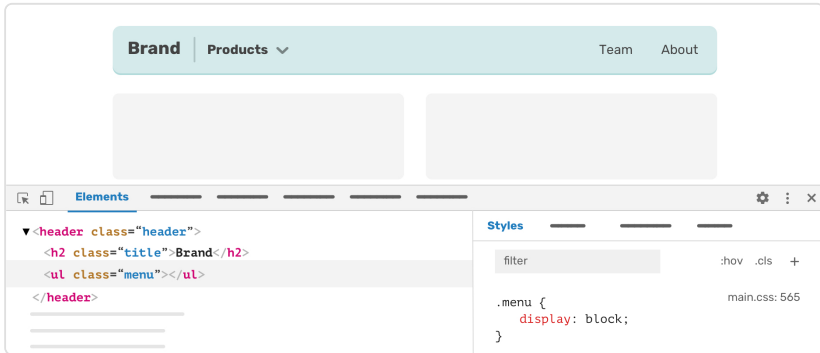 Brand Products Team About
Elements
▼<header class=“header”>
<h2 class=“title”>Brand</h2>
<ul class=“menu”></ul>
</header>
Styles
filter :hov .cls +
.menu { main.css: 565
display: block;
}